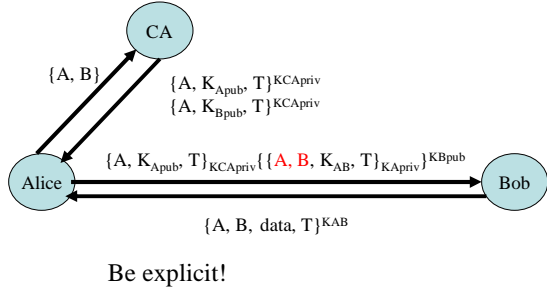 CA
{A, B}
{A, K_Apub, T}^KCApriv
{A, K_Bpub, T}^KCApriv
{A, K_Apub, T}_KCApriv{{A, B, K_AB, T}_KApriv}^KBpub
Alice
Bob
{A, B, data, T}^KAB
Be explicit!